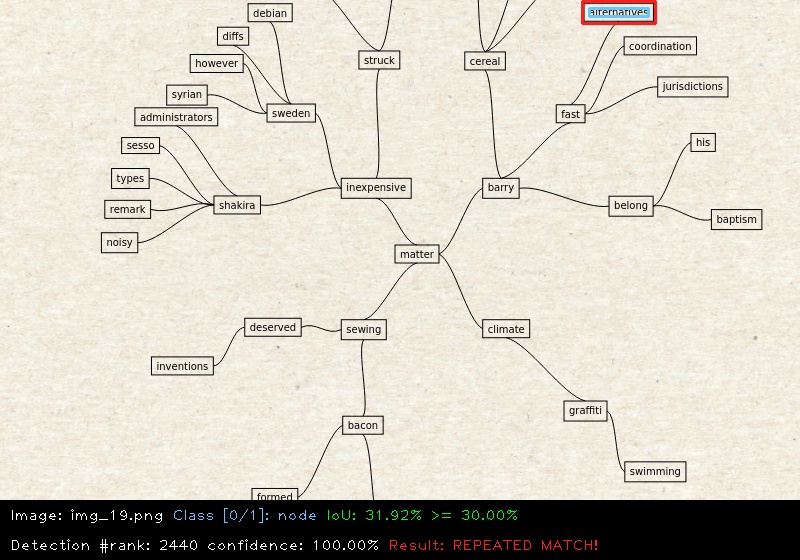 alternatives
debian
diffs
coordination
however
struck
cereal
syrian
jurisdictions
administrators
sweden
fast
sesso
his
types
inexpensive
barry
remark
shakira
belong
noisy
baptism
matter
deserved
sewing
climate
inventions
graffiti
bacon
swimming
formed
Image: img_19.png Class [0/1]: node IoU: 31.92% >= 30.00%
Detection #rank: 2440 confidence: 100.00% Result: REPEATED MATCH!